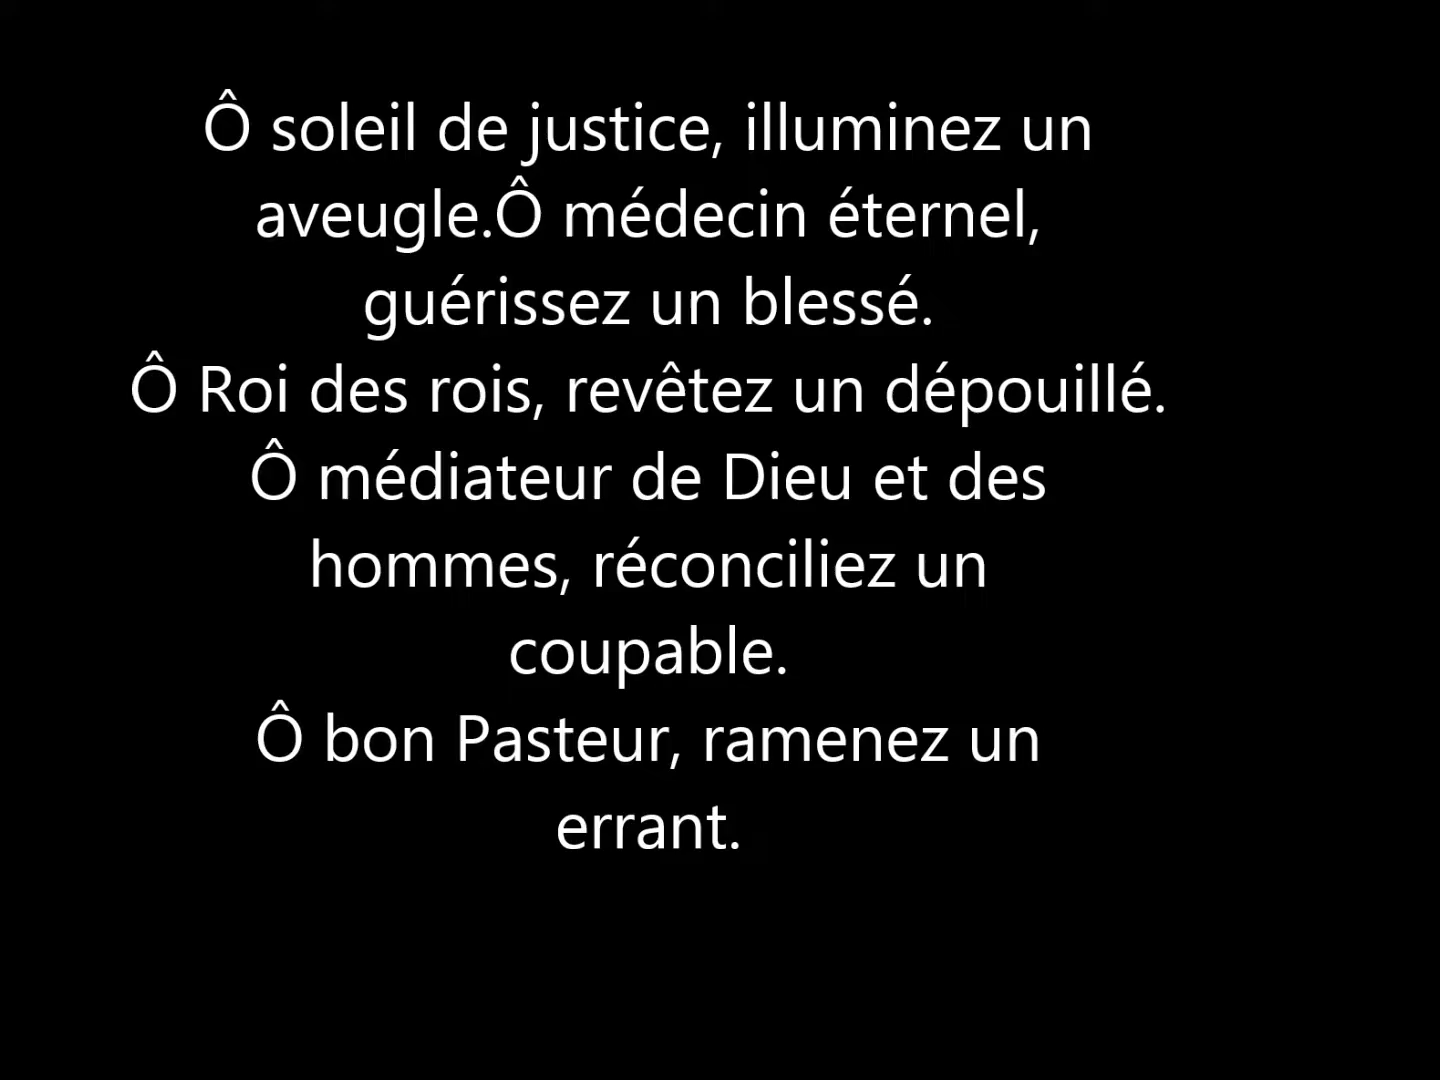 Ô soleil de justice, illuminez un
aveugle.Ô médecin éternel,
guérissez un blessé.
Ô Roi des rois, revêtez un dépouillé.
Ô médiateur de Dieu et des
hommes, réconciliez un
coupable.
Ô bon Pasteur, ramenez un
errant.